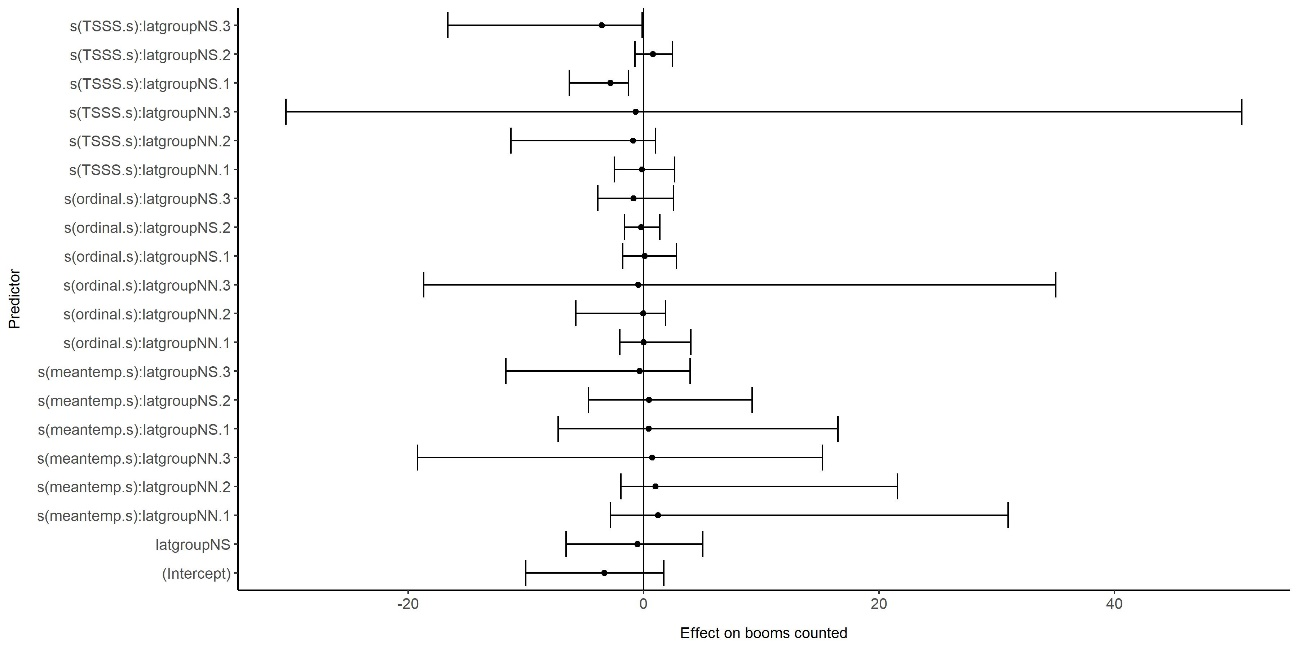 s(TSSS.s):latgroupNS.3
s(TSSS.s):latgroupNS.2
s(TSSS.s):latgroupNS.1
s(TSSS.s):latgroupNN.3
s(TSSS.s):latgroupNN.2
s(TSSS.s):latgroupNN.1
s(ordinal.s):latgroupNS.3
s(ordinal.s):latgroupNS.2
s(ordinal.s):latgroupNS.1
s(ordinal.s):latgroupNN.3
s(ordinal.s):latgroupNN.2
s(ordinal.s):latgroupNN.1
s(meantemp.s):latgroupNS.3
s(meantemp.s):latgroupNS.2
s(meantemp.s):latgroupNS.1
s(meantemp.s):latgroupNN.3
s(meantemp.s):latgroupNN.2
s(meantemp.s):latgroupNN.1
latgroupNS
(Intercept)
Predictor
-20 0 20 40
Effect on booms counted